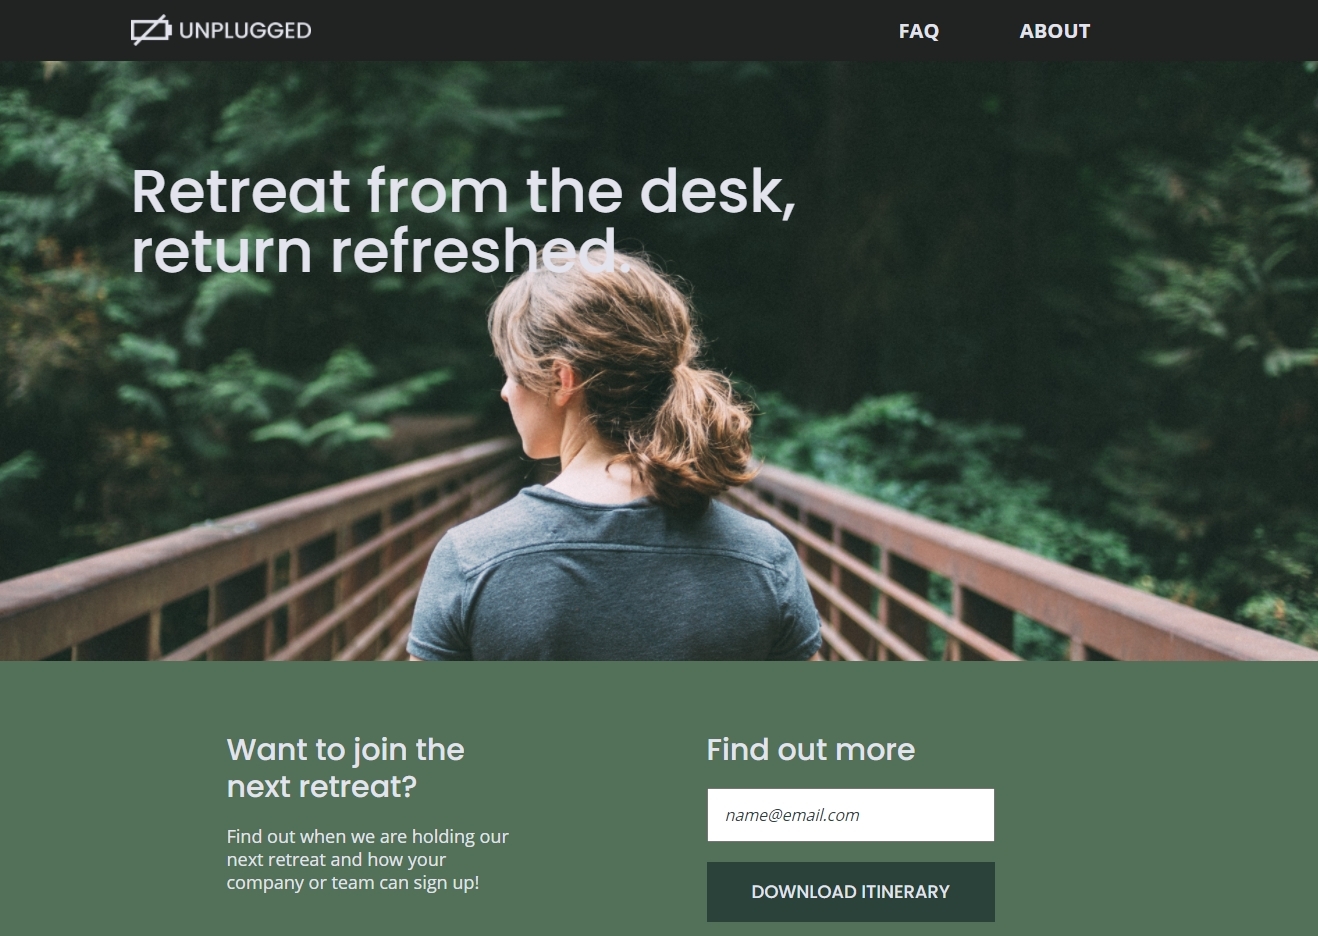 UNPLUGGED
FAQ
ABOUT
Retreat from the desk,
return refreshed.
Want to join the
next retreat?
Find out when we are holding our
next retreat and how your
company or team can sign up!
Find out more
name@email.com
DOWNLOAD ITINERARY